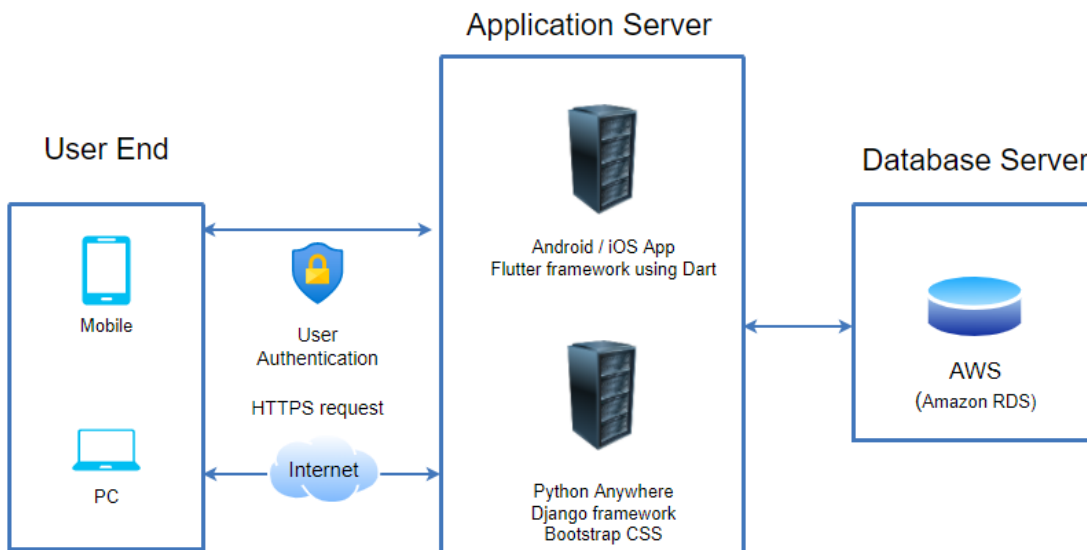 Application Server
User End
Database Server
Mobile
PC
User
Authentication
HTTPS request
Internet
Android / iOS App
Flutter framework using Dart
Python Anywhere
Django framework
Bootstrap CSS
AWS
(Amazon RDS)